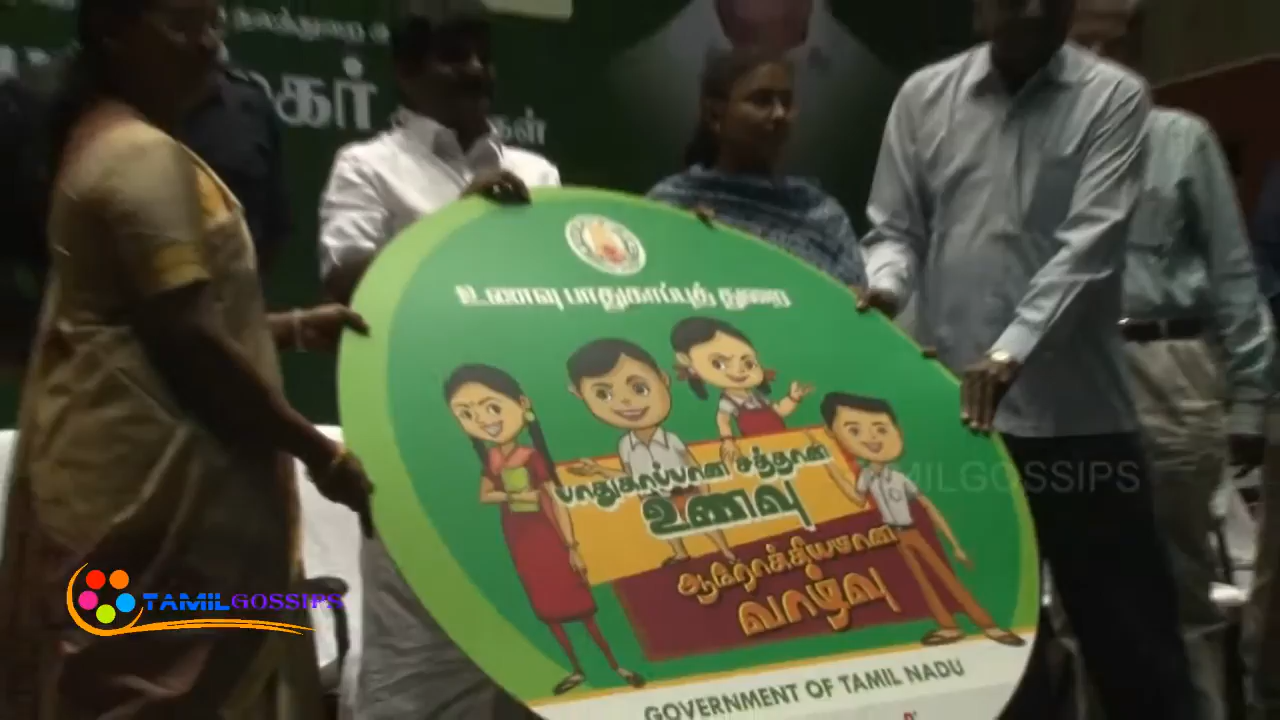 உணவு பாதுகாப்புத் துறை
பாதுகாப்பான சத்தான
உணவு
ஆரோக்கியமான
வாழ்வு
GOVERNMENT OF TAMIL NADU
TAMILGOSSIPS
TAMILGOSSIPS